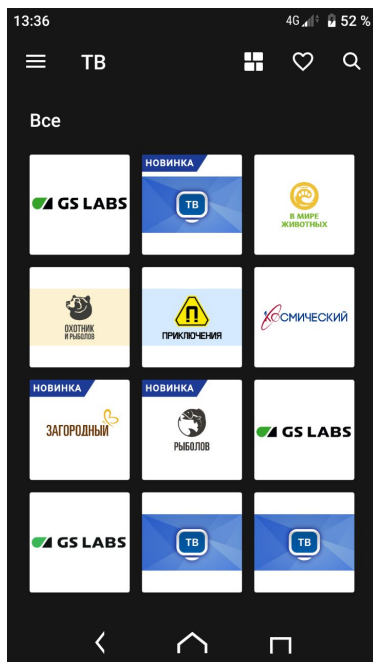 13:36 4G 52 %
ТВ
Все
GS LABS
НОВИНКА
ТВ
В МИРЕ
ЖИВОТНЫХ
ОХОТНИК
И РЫБОЛОВ
П
ПРИКЛЮЧЕНИЯ
КОСМИЧЕСКИЙ
НОВИНКА
ЗАГОРОДНЫЙ
НОВИНКА
РЫБОЛОВ
GS LABS
GS LABS
ТВ
ТВ